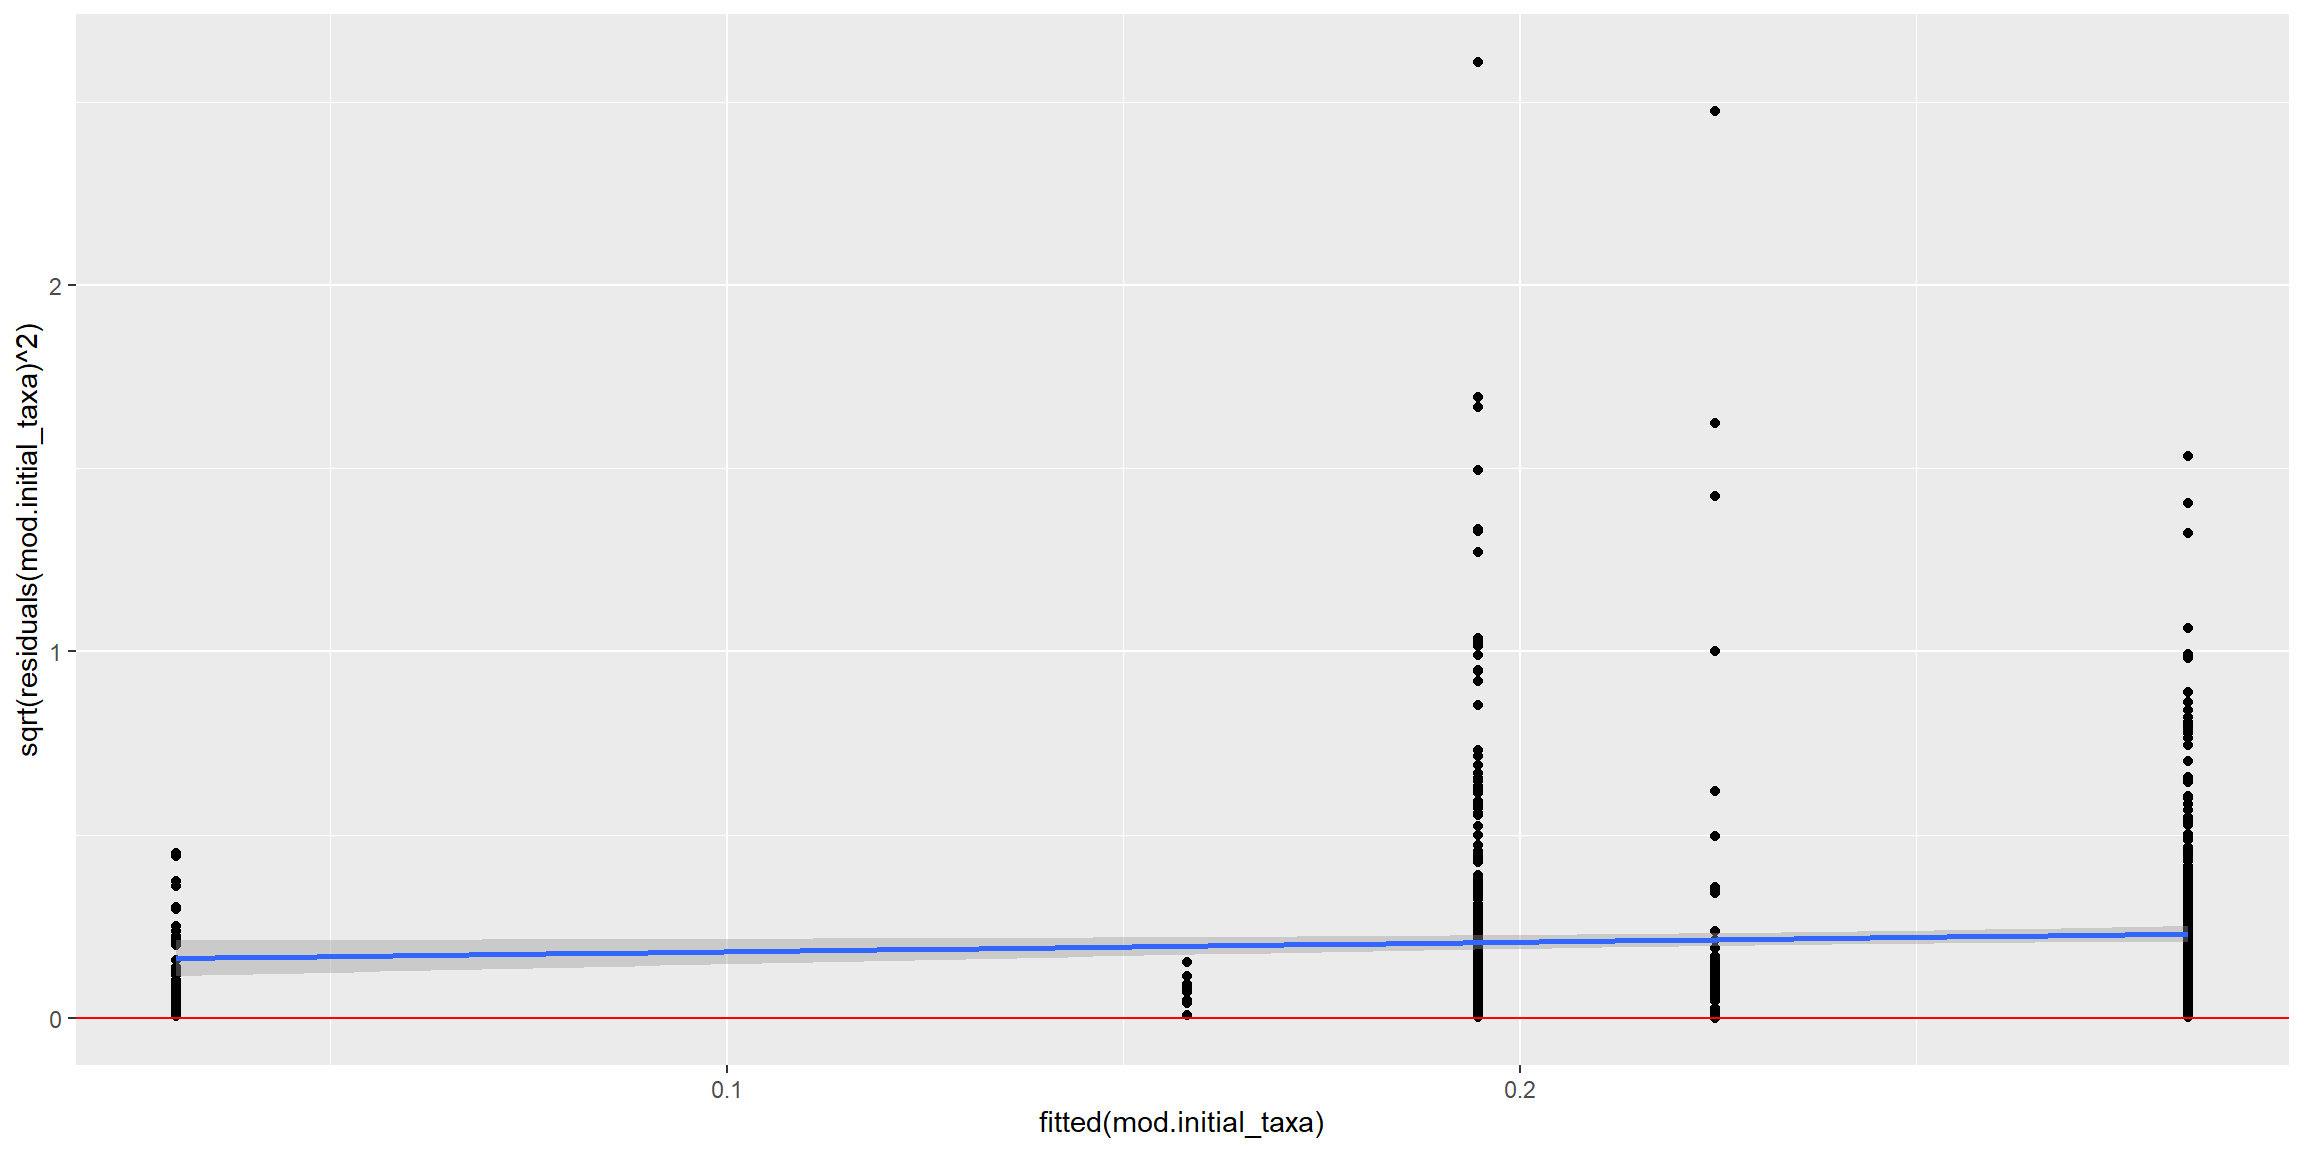 sqrt(residuals(mod.initial_taxa)^2)
2
1
0
0.1
0.2
fitted(mod.initial_taxa)